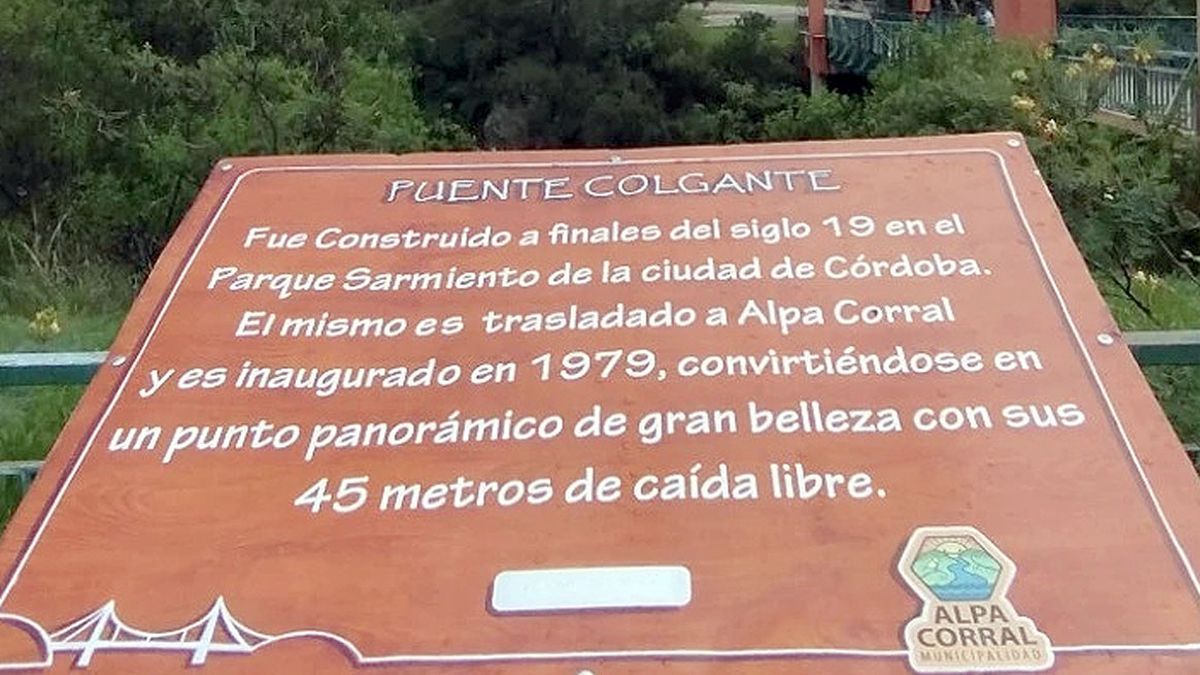 PUENTE COLGANTE
Fue Construido a finales del siglo 19 en el
Parque Sarmiento de la ciudad de Córdoba.
El mismo es trasladado a Alpa Corral
y es inaugurado en 1979, convirtiéndose en
un punto panorámico de gran belleza con sus
45 metros de caída libre.
ALPA
CORRAL
MUNICIPALIDAD